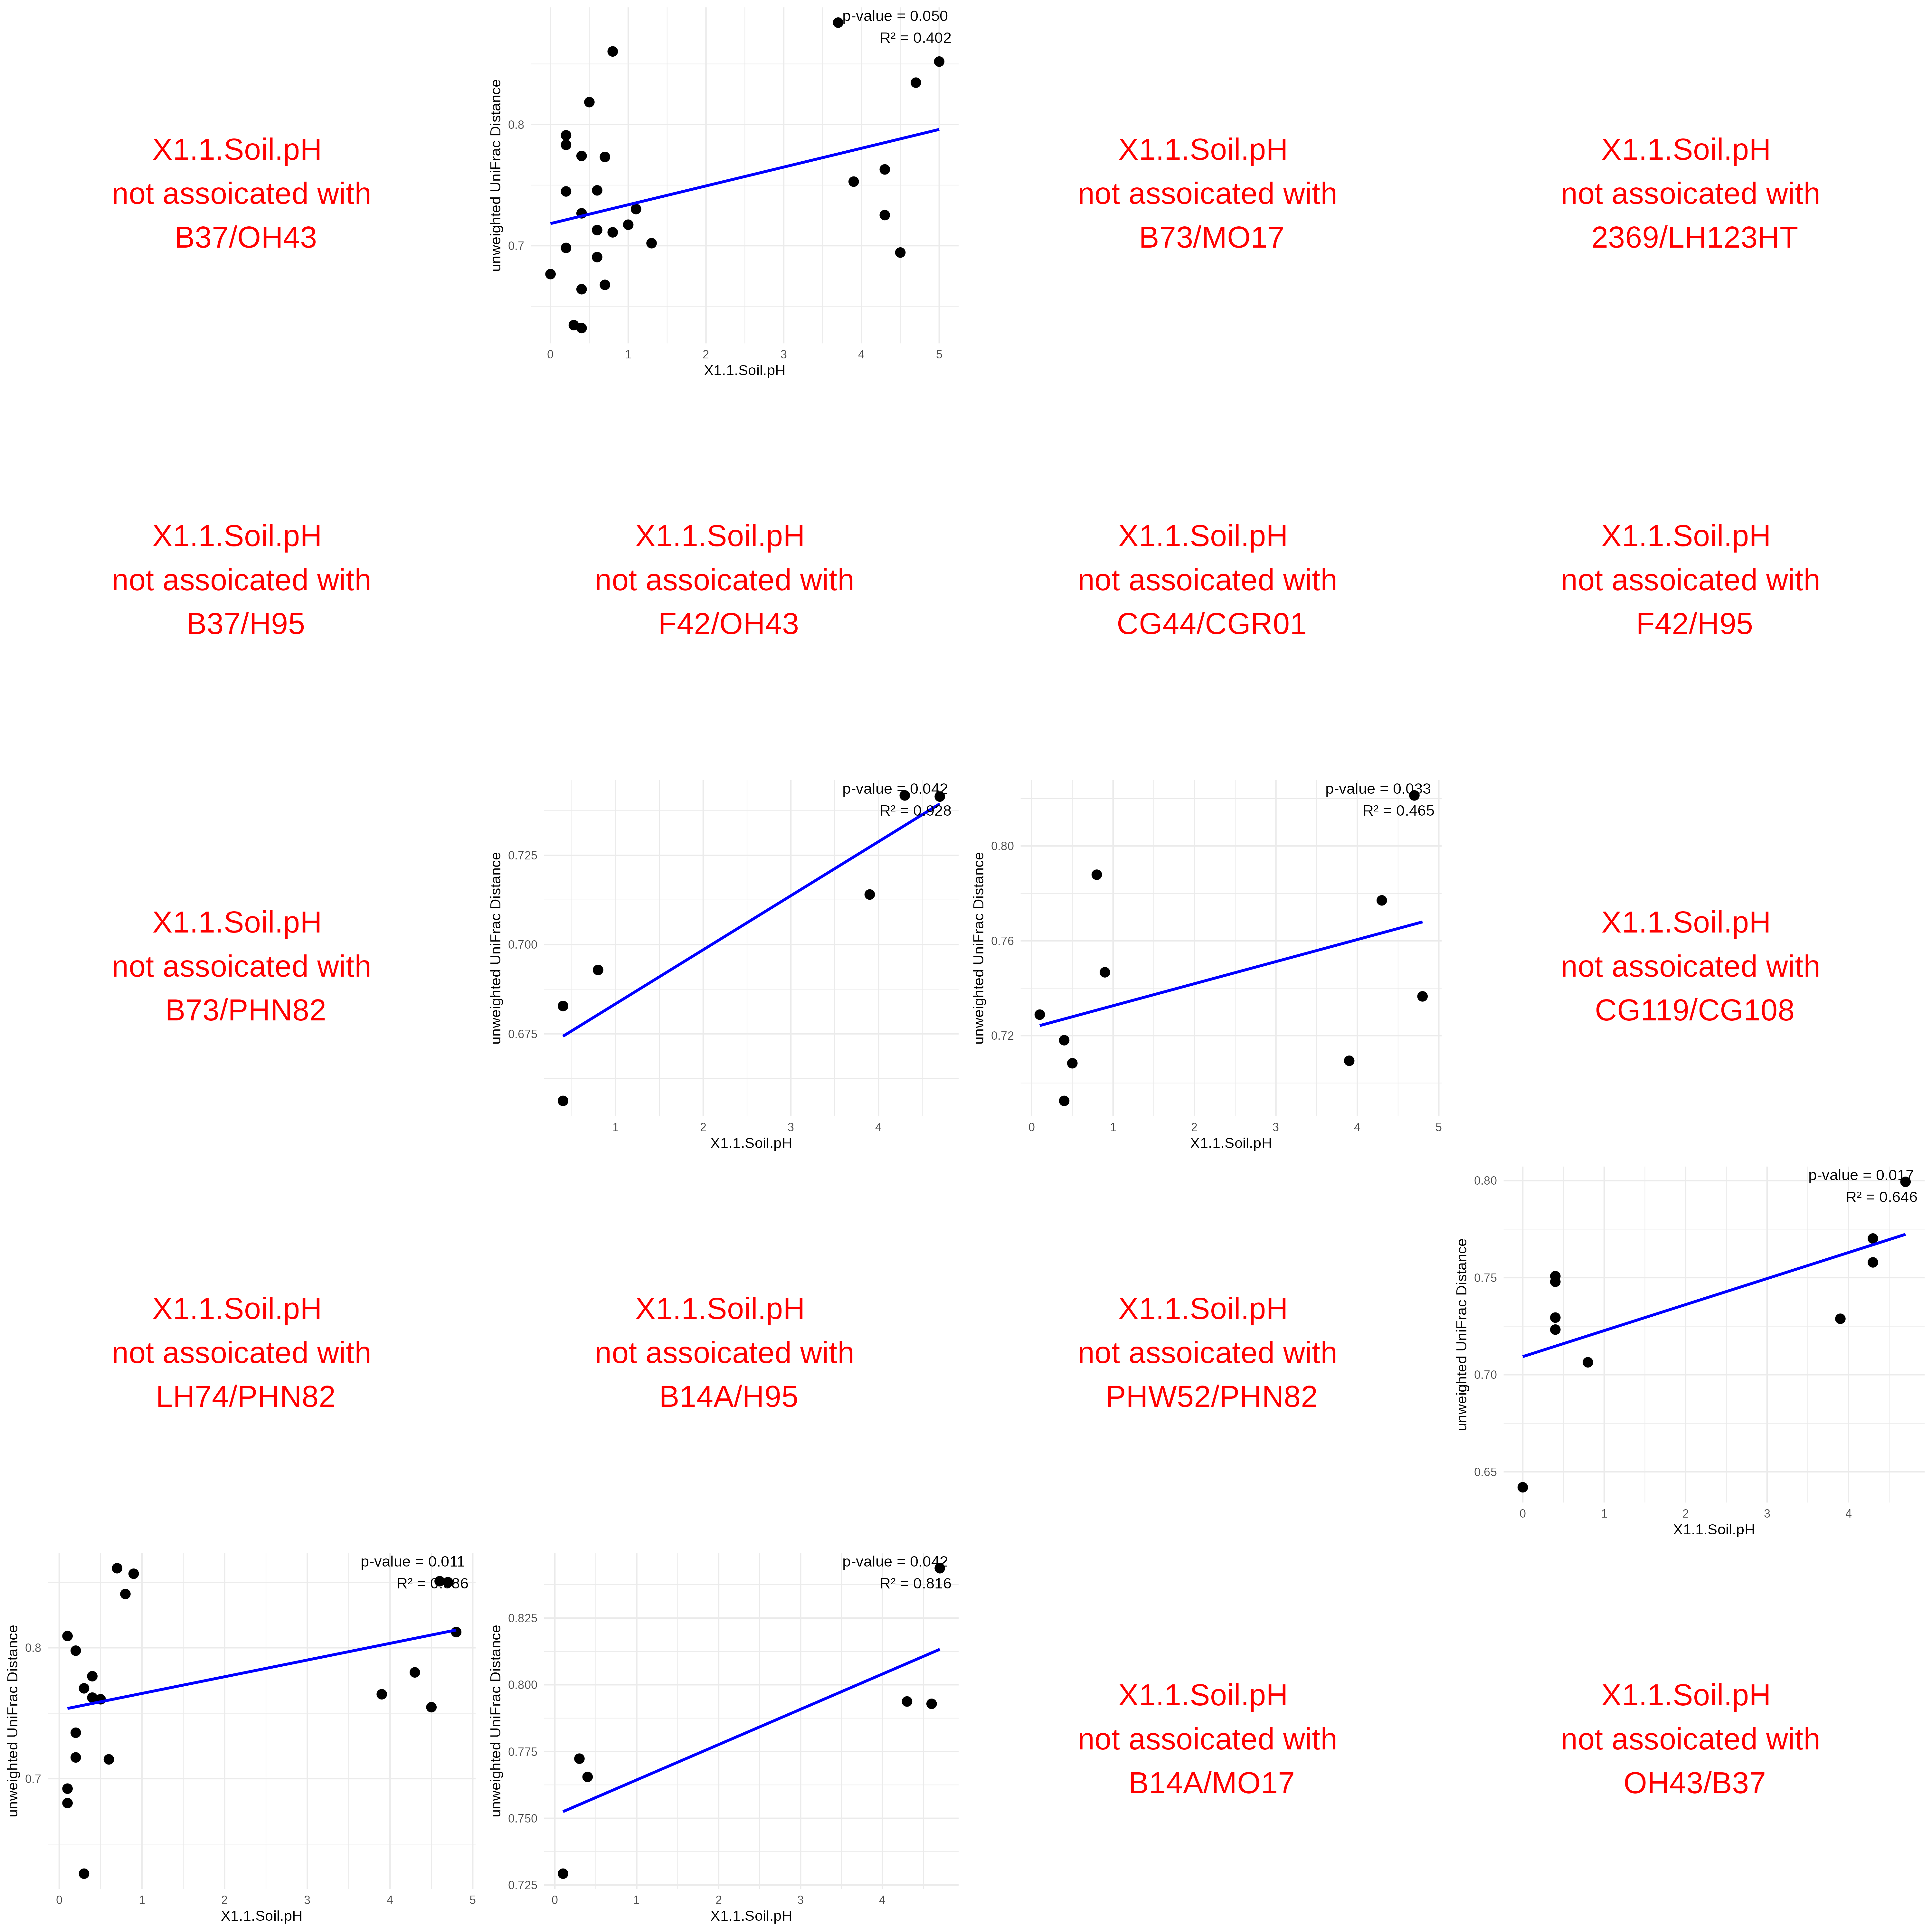 X1.1.Soil.pH
not assoicated with
B37/OH43
p-value = 0.050
R² = 0.402
unweighted UniFrac Distance
0.8
0.7
0 1 2 3 4 5
X1.1.Soil.pH
X1.1.Soil.pH
not assoicated with
B73/MO17
X1.1.Soil.pH
not assoicated with
2369/LH123HT
X1.1.Soil.pH
not assoicated with
B37/H95
X1.1.Soil.pH
not assoicated with
F42/OH43
X1.1.Soil.pH
not assoicated with
CG44/CGR01
X1.1.Soil.pH
not assoicated with
F42/H95
X1.1.Soil.pH
not assoicated with
B73/PHN82
p-value = 0.042
R² = 0.928
unweighted UniFrac Distance
0.725
0.700
0.675
1 2 3 4
X1.1.Soil.pH
p-value = 0.033
R² = 0.465
unweighted UniFrac Distance
0.80
0.76
0.72
0 1 2 3 4 5
X1.1.Soil.pH
X1.1.Soil.pH
not assoicated with
CG119/CG108
X1.1.Soil.pH
not assoicated with
LH74/PHN82
X1.1.Soil.pH
not assoicated with
B14A/H95
X1.1.Soil.pH
not assoicated with
PHW52/PHN82
p-value = 0.017
R² = 0.646
unweighted UniFrac Distance
0.80
0.75
0.70
0.65
0 1 2 3 4
X1.1.Soil.pH
p-value = 0.011
R² =
unweighted UniFrac Distance
0.8
0.7
0 1 2 3 4 5
X1.1.Soil.pH
p-value = 0.042
R² = 0.816
unweighted UniFrac Distance
0.825
0.800
0.775
0.750
0.725
0 1 2 3 4
X1.1.Soil.pH
X1.1.Soil.pH
not assoicated with
B14A/MO17
X1.1.Soil.pH
not assoicated with
OH43/B37